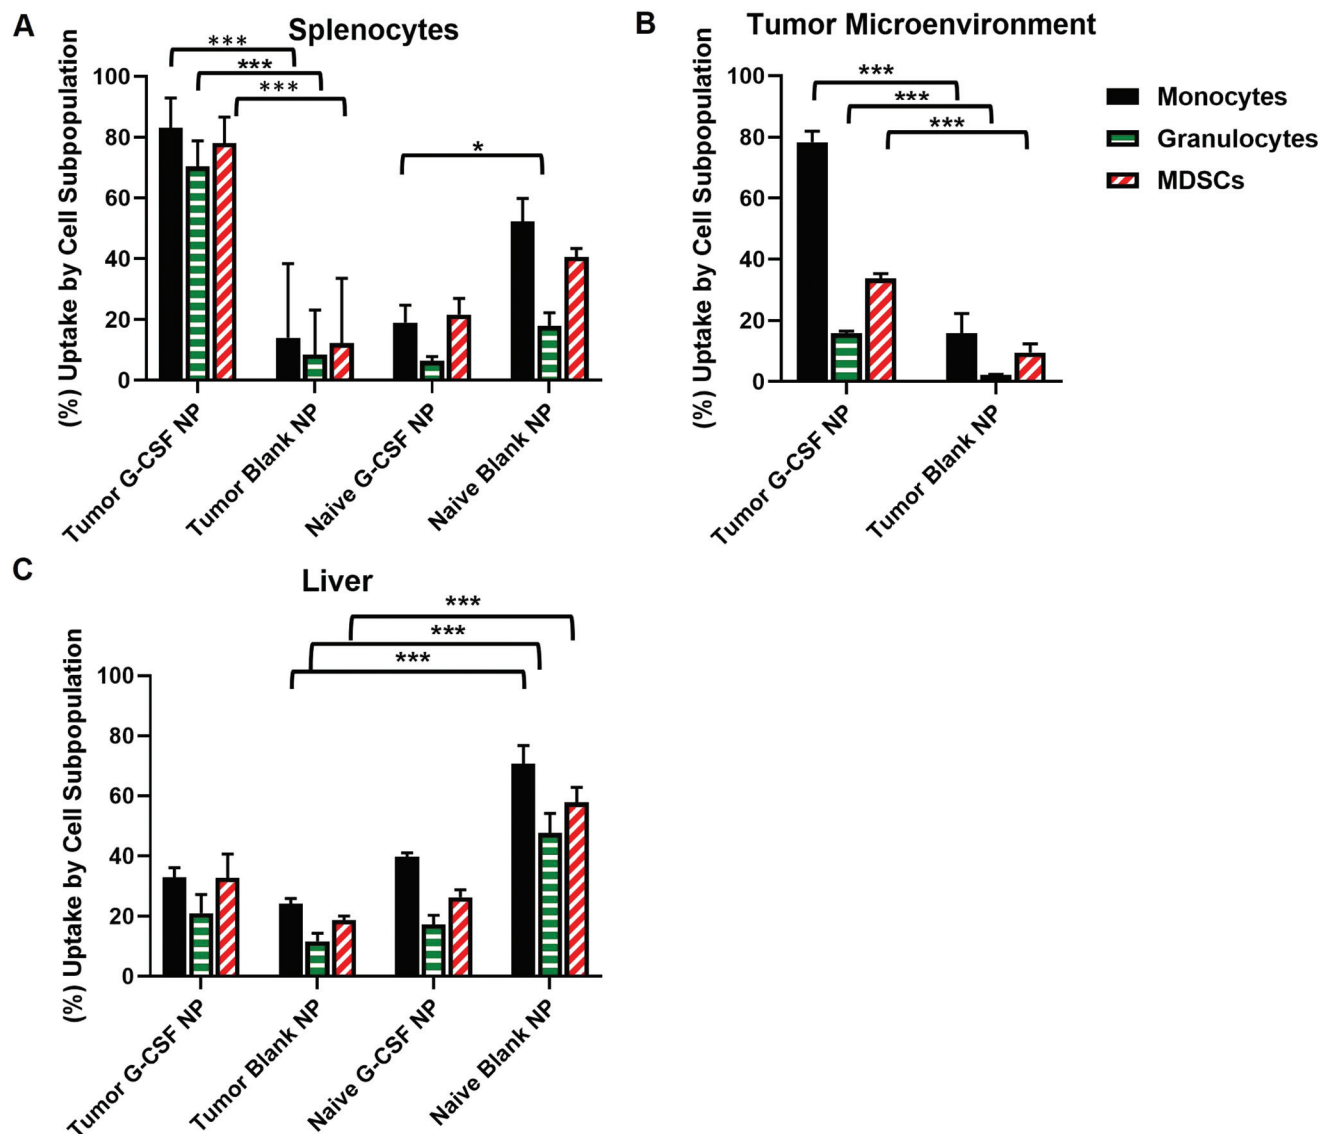 A
Splenocytes
(%) Uptake by Cell Subpopulation
100
80
60
40
20
0
***
***
***
*
Tumor G-CSF NP
Tumor Blank NP
Naive G-CSF NP
Naive Blank NP
B
Tumor Microenvironment
(%) Uptake by Cell Subpopulation
100
80
60
40
20
0
***
***
***
Tumor G-CSF NP
Tumor Blank NP
Monocytes
Granulocytes
MDSCs
C
Liver
(%) Uptake by Cell Subpopulation
100
80
60
40
20
0
***
***
***
Tumor G-CSF NP
Tumor Blank NP
Naive G-CSF NP
Naive Blank NP